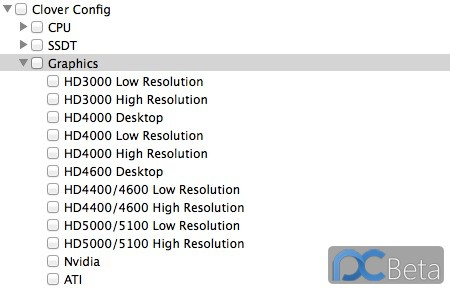 Clover Config
CPU
SSDT
Graphics
HD3000 Low Resolution
HD3000 High Resolution
HD4000 Desktop
HD4000 Low Resolution
HD4000 High Resolution
HD4600 Desktop
HD4400/4600 Low Resolution
HD4400/4600 High Resolution
HD5000/5100 Low Resolution
HD5000/5100 High Resolution
Nvidia
ATI
PCBeta